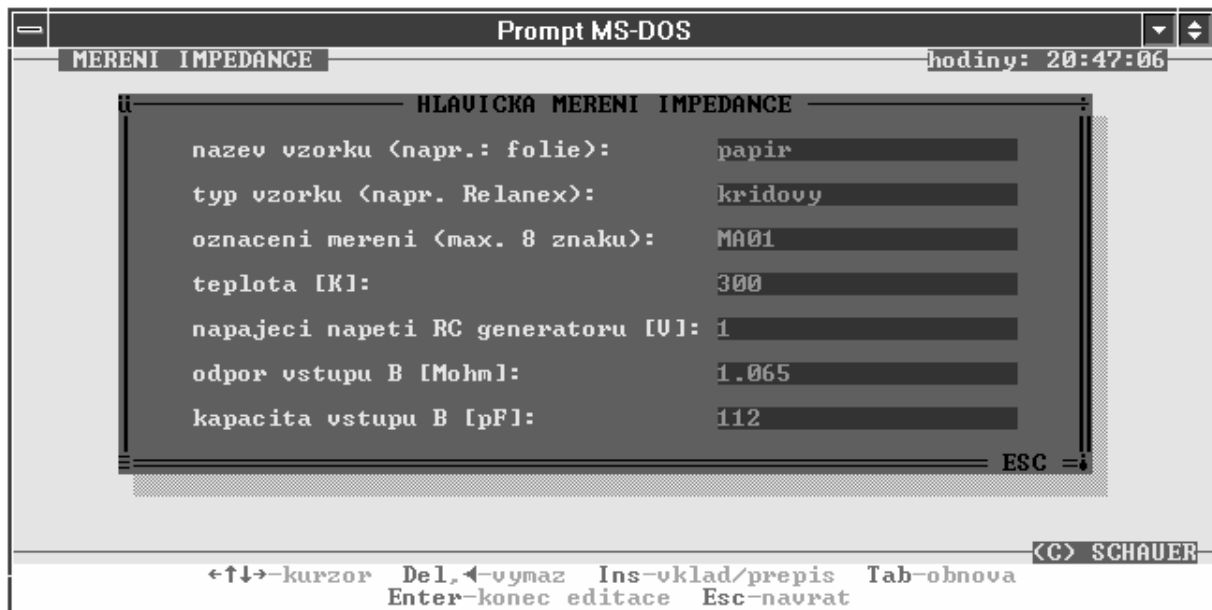 Prompt MS-DOS
MERENI IMPEDANCE hodiny: 20:47:06
HLAVICKA MERENI IMPEDANCE
nazev vzorku (napr.: folie): papir
typ vzorku (napr. Relanex): kridovy
oznaceni mereni (max. 8 znaku): MA01
teplota [K]: 300
napajeci napeti RC generatoru [V]: 1
odpor vstupu B [Mohm]: 1.065
kapacita vstupu B [pF]: 112
ESC
(C) SCHAUER
←↑↓→-kurzor Del,◄-vymaz Ins-vklad/prepis Tab-obnova
Enter-konec editace Esc-navrat